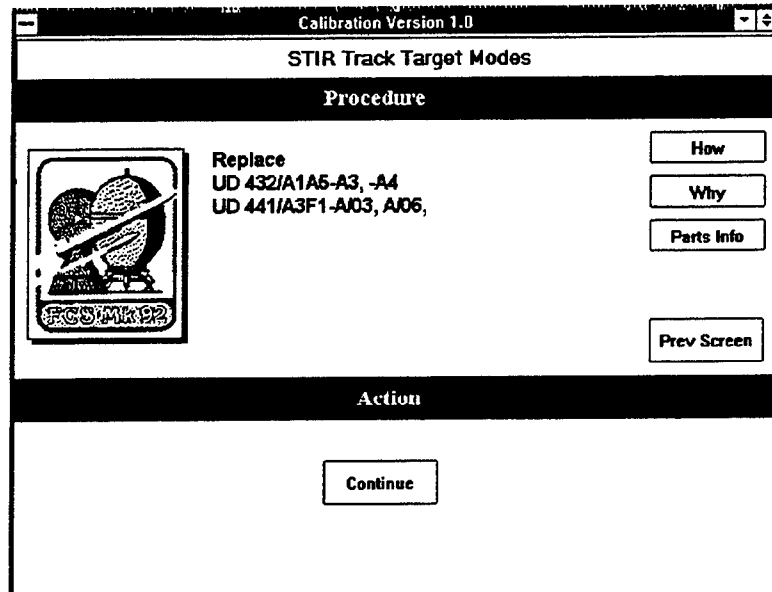 Calibration Version 1.0
STIR Track Target Modes
Procedure
Replace
UD 432/A1A5-A3, -A4
UD 441/A3F1-A/03, A/06,
How
Why
Parts Info
Prev Screen
FCS MK 92
Action
Continue